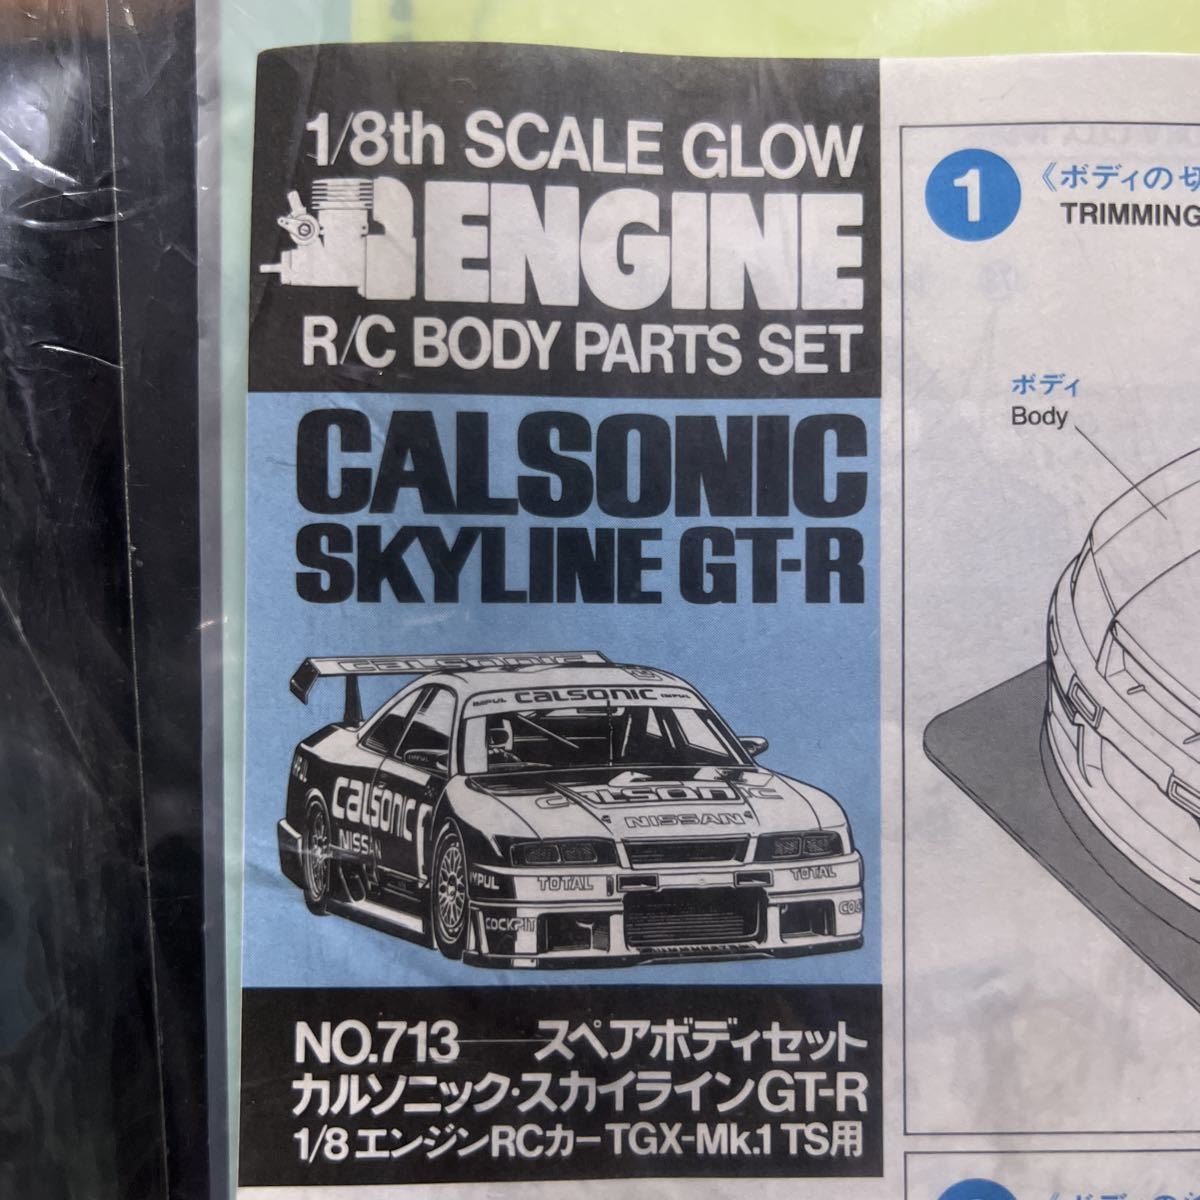 1/8th SCALE GLOW
ENGINE
R/C BODY PARTS SET
CALSONIC
SKYLINE GT-R
CALSONIC
IMPUL CALSONIC IMPUL
CALSONIC
NISSAN
CALSONIC
NISSAN
IMPUL
TOTAL
TOTAL
COCKPIT
NO.713 スペアボディセット
カルソニック・スカイラインGT-R
1/8エンジンRCカー TGX-Mk.1 TS用
1
《ボディの切
TRIMMING
ボディ
Body